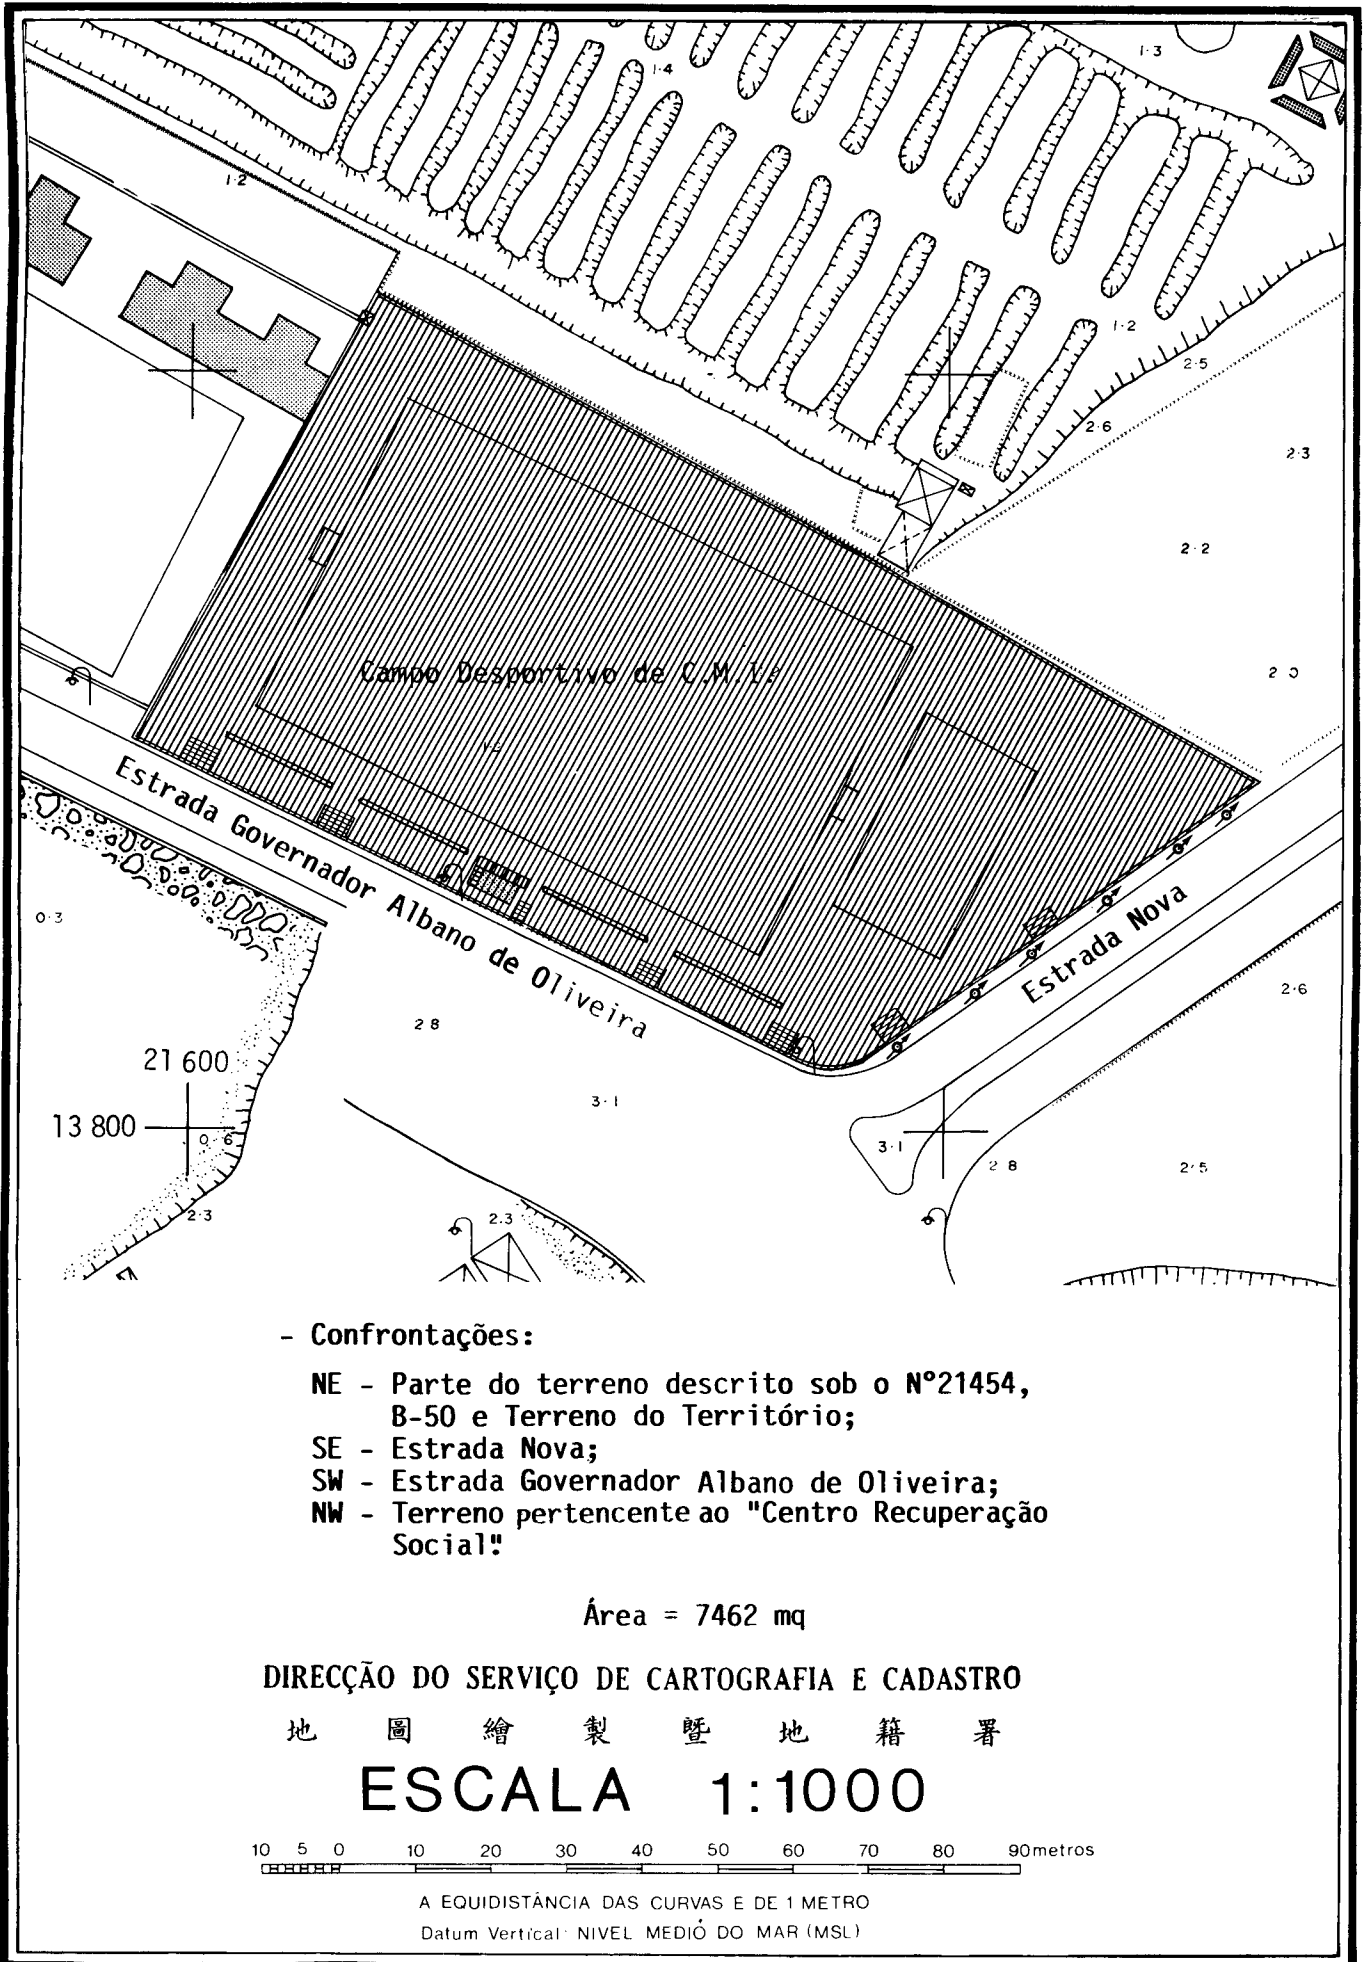 1·3
1·4
1·2
1·2
2·5
2·6
2·3
2·2
Campo Desportivo de C.M.I.
Estrada Governador Albano de Oliveira
Estrada Nova
0·3
2·6
2 8
21 600
3·1
13 800
0·6
3·1
2 8
2·5
2·3
2.3
- Confrontações:
NE - Parte do terreno descrito sob o Nº21454,
B-50 e Terreno do Território;
SE - Estrada Nova;
SW - Estrada Governador Albano de Oliveira;
NW - Terreno pertencente ao "Centro Recuperação
Social".
Área = 7462 mq
DIRECÇÃO DO SERVIÇO DE CARTOGRAFIA E CADASTRO
地圖繪製暨地籍署
ESCALA 1:1000
10 5 0 10 20 30 40 50 60 70 80 90metros
A EQUIDISTÂNCIA DAS CURVAS E DE 1 METRO
Datum Vertical: NIVEL MEDIÓ DO MAR (MSL)